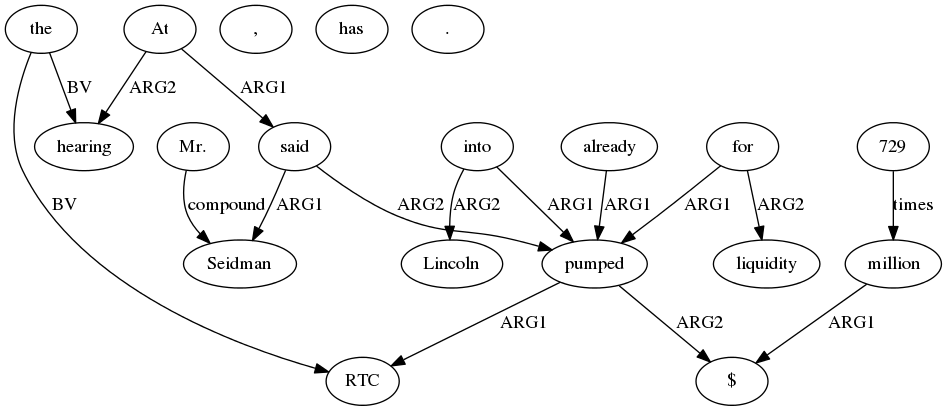 the At , has .
BV ARG2 ARG1
hearing Mr. said into already for 729
BV compound ARG1 ARG2 ARG2 ARG1 ARG1 ARG1 ARG2 times
Seidman Lincoln pumped liquidity million
ARG1 ARG2 ARG1
RTC $